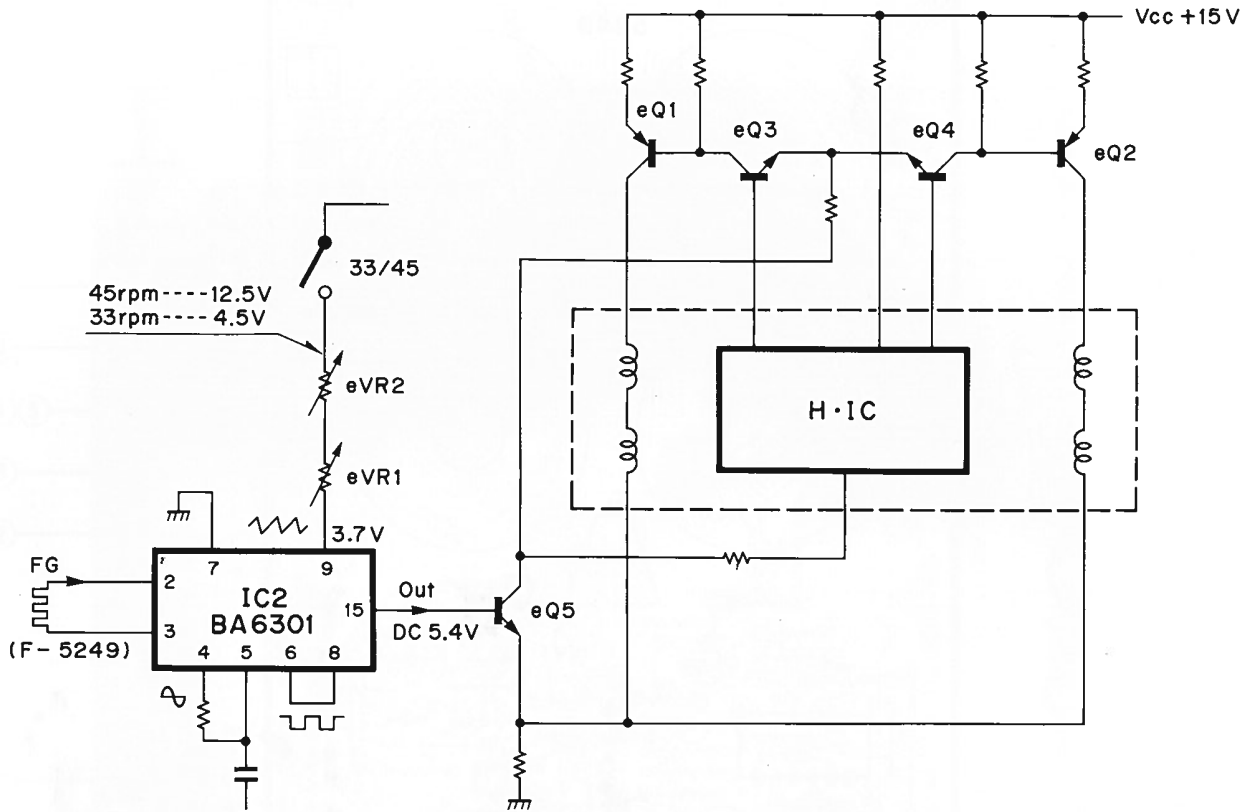 Vcc +15V
eQ1
eQ3
eQ4
eQ2
33/45
45rpm----12.5V
33rpm---- 4.5V
eVR2
eVR1
H·IC
3.7V
FG
7
9
2
IC2
15
Out
eQ5
BA6301
DC 5.4V
3
(F-5249)
4
5
6
8